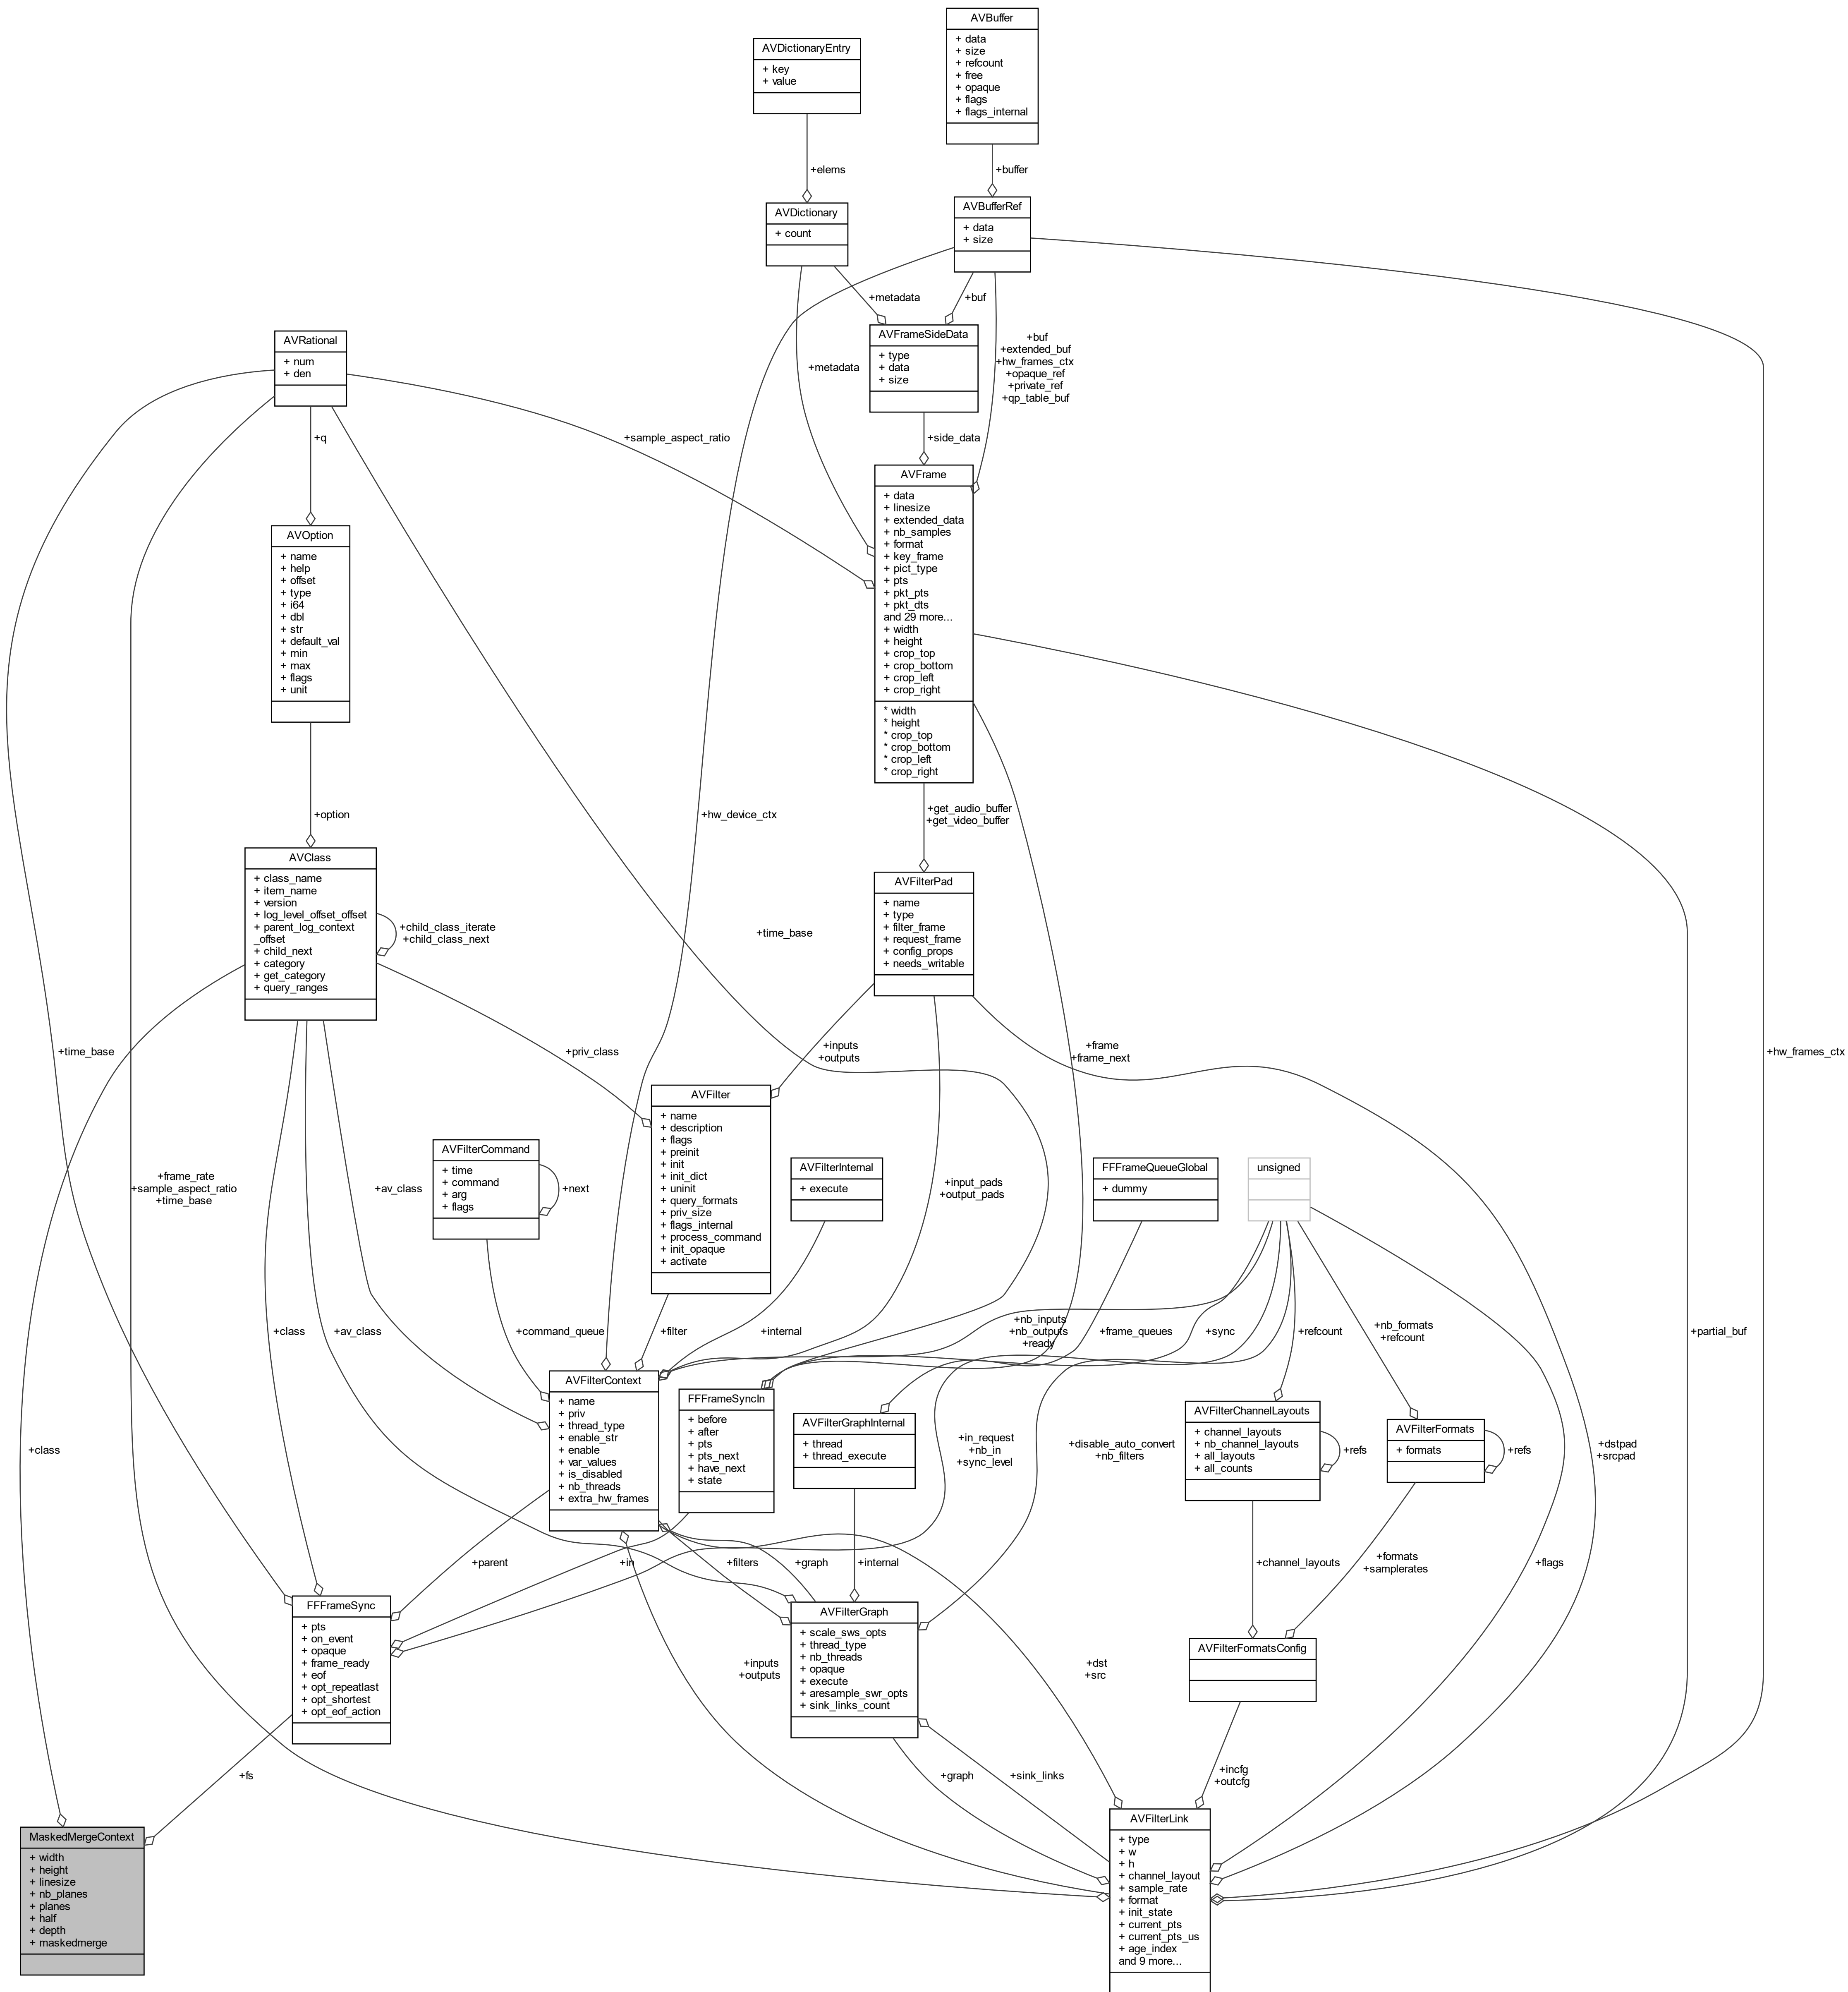 AVBuffer
+ data
+ size
+ refcount
+ free
+ opaque
+ flags
+ flags_internal
AVDictionaryEntry
+ key
+ value
+elems
+buffer
AVDictionary
+ count
AVBufferRef
+ data
+ size
+metadata
+buf
AVFrameSideData
+ type
+ data
+ size
+buf
+extended_buf
+hw_frames_ctx
+opaque_ref
+private_ref
+qp_table_buf
AVRational
+ num
+ den
+metadata
+q
+sample_aspect_ratio
+side_data
AVFrame
+ data
+ linesize
+ extended_data
+ nb_samples
+ format
+ key_frame
+ pict_type
+ pts
+ pkt_pts
+ pkt_dts
and 29 more...
+ width
+ height
+ crop_top
+ crop_bottom
+ crop_left
+ crop_right
* width
* height
* crop_top
* crop_bottom
* crop_left
* crop_right
AVOption
+ name
+ help
+ offset
+ type
+ i64
+ dbl
+ str
+ default_val
+ min
+ max
+ flags
+ unit
+option
+hw_device_ctx
+get_audio_buffer
+get_video_buffer
AVClass
+ class_name
+ item_name
+ version
+ log_level_offset_offset
+ parent_log_context
_offset
+ child_next
+ category
+ get_category
+ query_ranges
+child_class_iterate
+child_class_next
+time_base
AVFilterPad
+ name
+ type
+ filter_frame
+ request_frame
+ config_props
+ needs_writable
+time_base
+priv_class
+inputs
+outputs
+frame
+frame_next
+hw_frames_ctx
AVFilter
+ name
+ description
+ flags
+ preinit
+ init
+ init_dict
+ uninit
+ query_formats
+ priv_size
+ flags_internal
+ process_command
+ init_opaque
+ activate
+frame_rate
+sample_aspect_ratio
+time_base
+av_class
AVFilterCommand
+ time
+ command
+ arg
+ flags
+next
AVFilterInternal
+ execute
+input_pads
+output_pads
FFFrameQueueGlobal
+ dummy
unsigned
+class
+av_class
+command_queue
+filter
+internal
+nb_inputs
+nb_outputs
+ready
+frame_queues
+sync
+refcount
+nb_formats
+refcount
+partial_buf
AVFilterContext
+ name
+ priv
+ thread_type
+ enable_str
+ enable
+ var_values
+ is_disabled
+ nb_threads
+ extra_hw_frames
FFFrameSyncIn
+ before
+ after
+ pts
+ pts_next
+ have_next
+ state
AVFilterGraphInternal
+ thread
+ thread_execute
+in_request
+nb_in
+sync_level
+disable_auto_convert
+nb_filters
AVFilterChannelLayouts
+ channel_layouts
+ nb_channel_layouts
+ all_layouts
+ all_counts
+refs
AVFilterFormats
+ formats
+refs
+dstpad
+srcpad
+class
+parent
+in
+filters
+graph
+internal
+channel_layouts
+formats
+samplerates
+flags
FFFrameSync
+ pts
+ on_event
+ opaque
+ frame_ready
+ eof
+ opt_repeatlast
+ opt_shortest
+ opt_eof_action
AVFilterGraph
+ scale_sws_opts
+ thread_type
+ nb_threads
+ opaque
+ execute
+ aresample_swr_opts
+ sink_links_count
+inputs
+outputs
+dst
+src
AVFilterFormatsConfig
+fs
+graph
+sink_links
+incfg
+outcfg
MaskedMergeContext
+ width
+ height
+ linesize
+ nb_planes
+ planes
+ half
+ depth
+ maskedmerge
AVFilterLink
+ type
+ w
+ h
+ channel_layout
+ sample_rate
+ format
+ init_state
+ current_pts
+ current_pts_us
+ age_index
and 9 more...